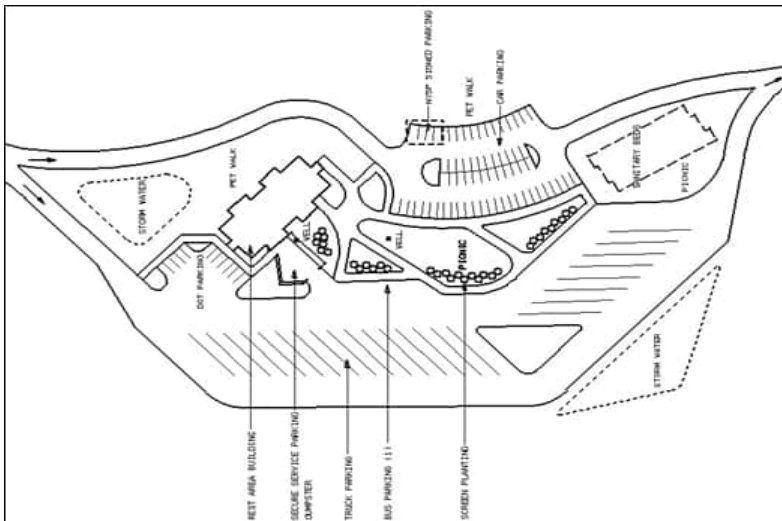 NYSP SIGNED PARKING
PET WALK
CAR PARKING
PET WALK
STORM WATER
SANITARY BEDS
PICNIC
WELL
WELL
PICNIC
DOT PARKING
STORM WATER
REST AREA BUILDING
SECURE SERVICE PARKING
DUMPSTER
TRUCK PARKING
BUS PARKING (1)
SCREEN PLANTING